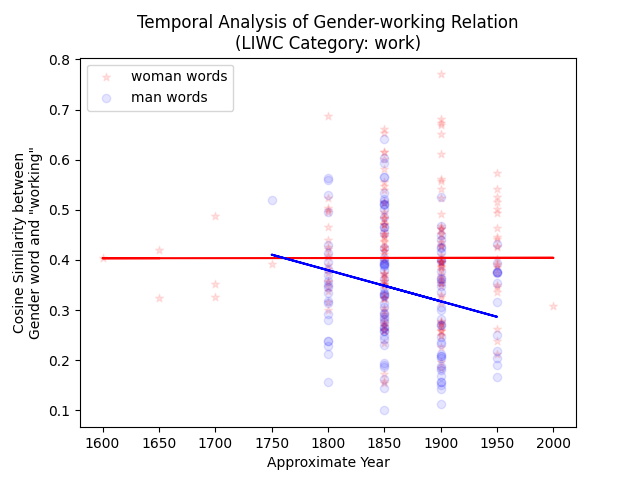 Temporal Analysis of Gender-working Relation
(LIWC Category: work)
woman words
man words
Cosine Similarity between
Gender word and "working"
0.8
0.7
0.6
0.5
0.4
0.3
0.2
0.1
1600 1650 1700 1750 1800 1850 1900 1950 2000
Approximate Year